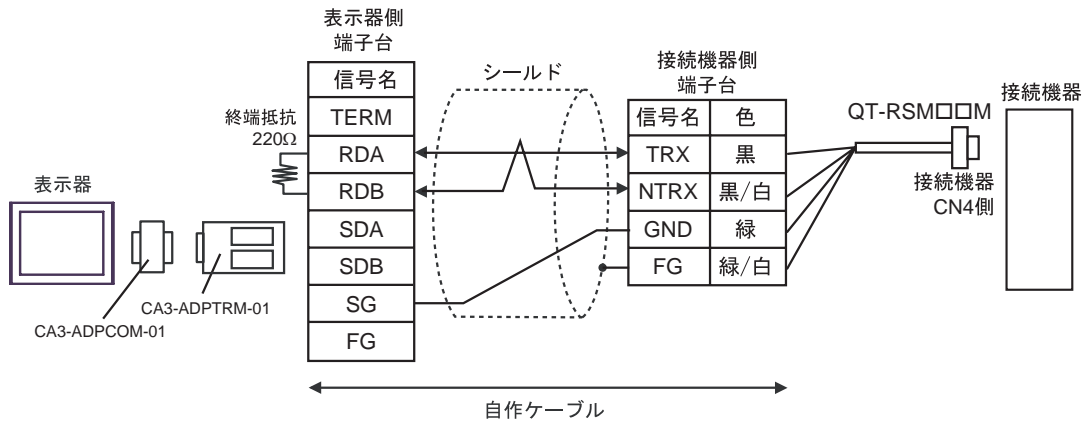 表示器側
端子台
信号名
TERM
RDA
RDB
SDA
SDB
SG
FG
終端抵抗
220Ω
表示器
CA3-ADPCOM-01
CA3-ADPTRM-01
シールド
接続機器側
端子台
信号名 色
TRX 黒
NTRX 黒/白
GND 緑
FG 緑/白
QT-RSM□□M
接続機器
CN4側
接続機器
自作ケーブル